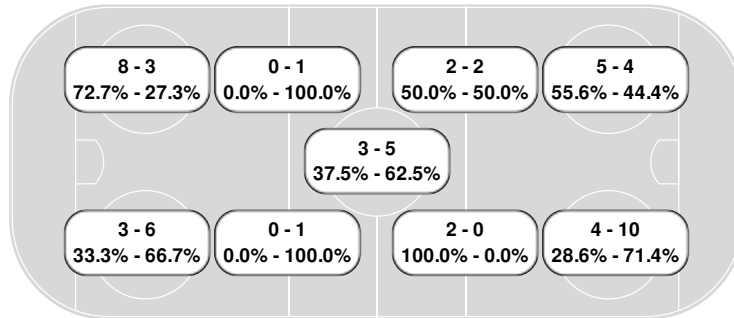 8 - 3
72.7% - 27.3%
0 - 1
0.0% - 100.0%
2 - 2
50.0% - 50.0%
5 - 4
55.6% - 44.4%
3 - 5
37.5% - 62.5%
3 - 6
33.3% - 66.7%
0 - 1
0.0% - 100.0%
2 - 0
100.0% - 0.0%
4 - 10
28.6% - 71.4%